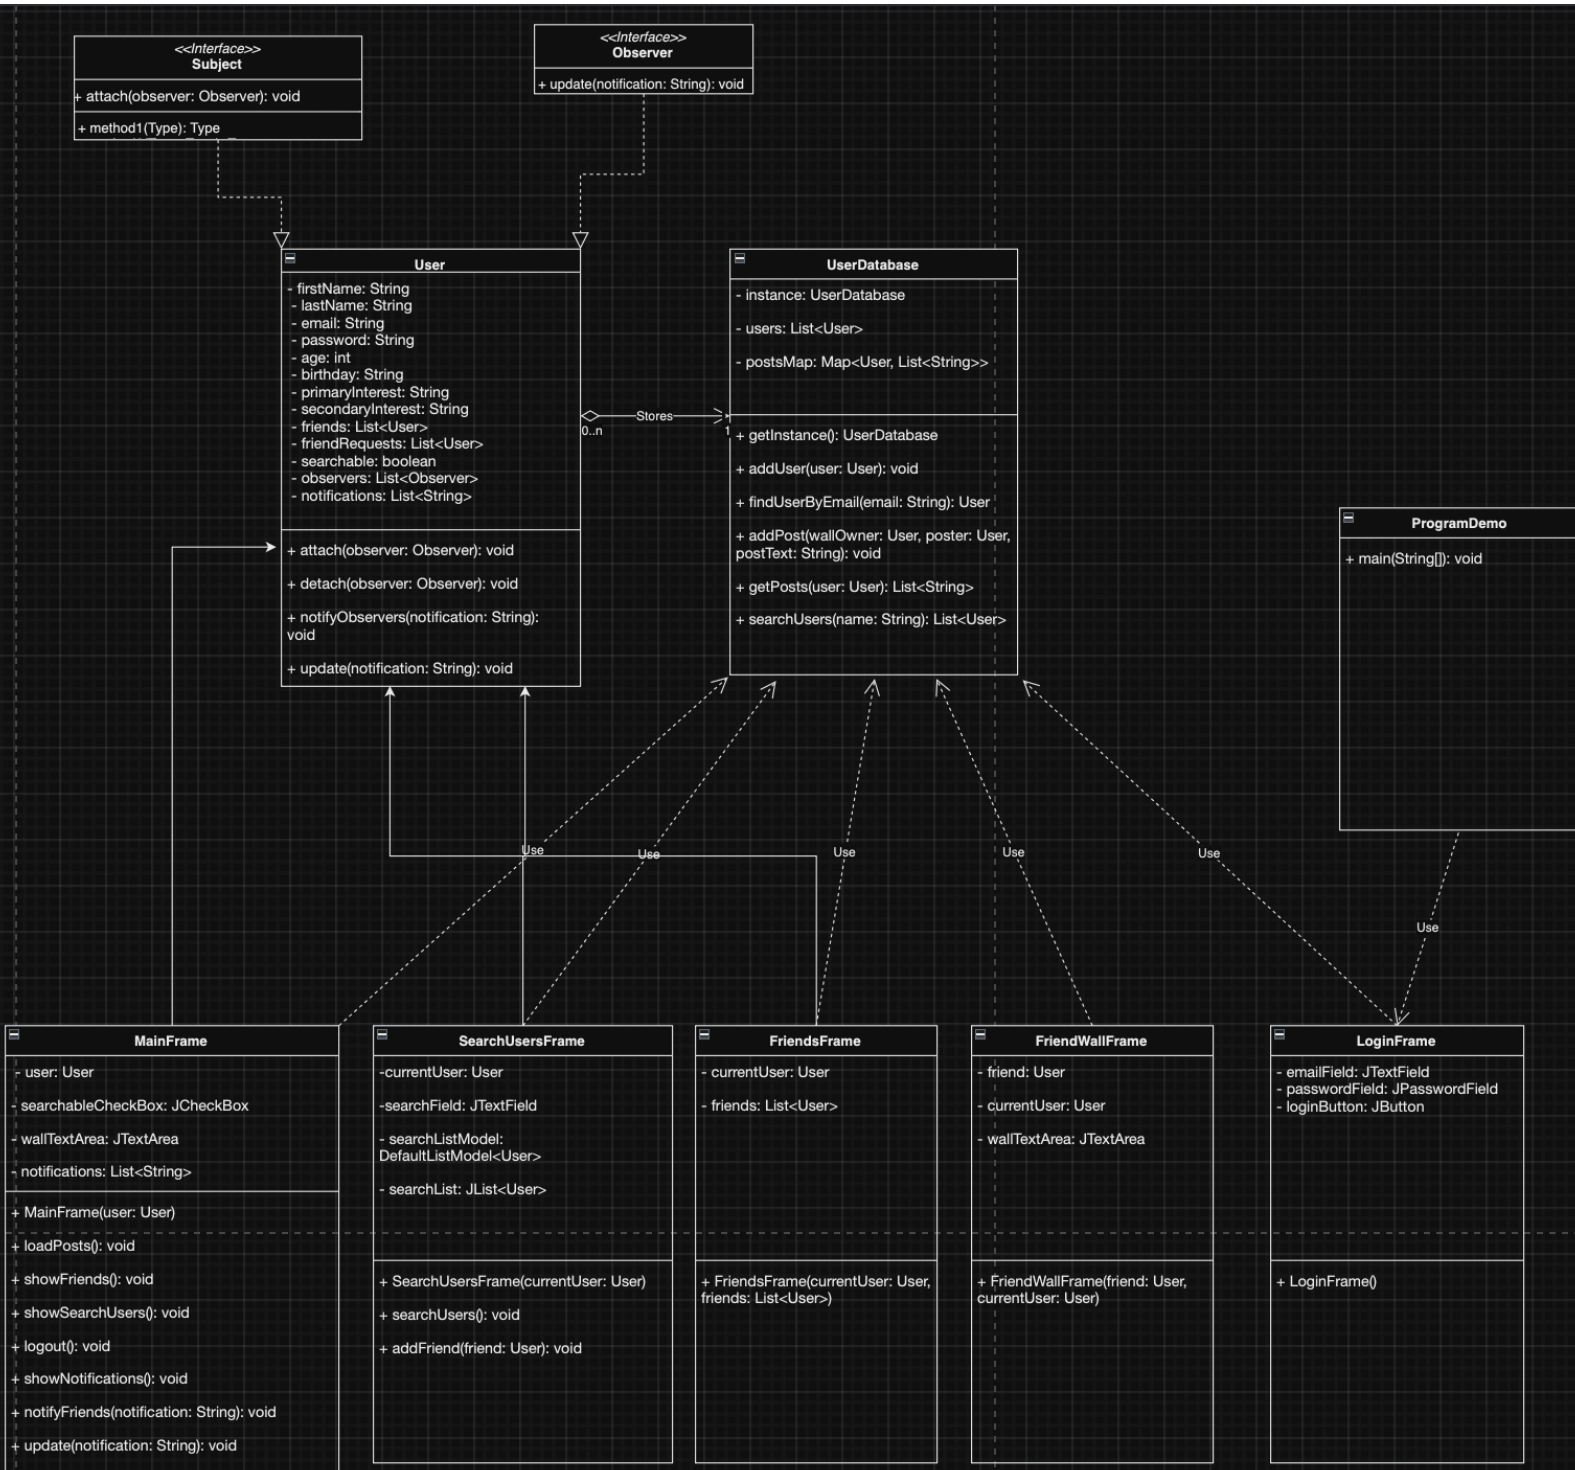 <<Interface>>
Subject
+ attach(observer: Observer): void
+ method1(Type): Type
<<Interface>>
Observer
+ update(notification: String): void
User
- firstName: String
- lastName: String
- email: String
- password: String
- age: int
- birthday: String
- primaryInterest: String
- secondaryInterest: String
- friends: List<User>
- friendRequests: List<User>
- searchable: boolean
- observers: List<Observer>
- notifications: List<String>
+ attach(observer: Observer): void
+ detach(observer: Observer): void
+ notifyObservers(notification: String):
void
+ update(notification: String): void
Stores
0..n
1
UserDatabase
- instance: UserDatabase
- users: List<User>
- postsMap: Map<User, List<String>>
+ getInstance(): UserDatabase
+ addUser(user: User): void
+ findUserByEmail(email: String): User
+ addPost(wallOwner: User, poster: User,
postText: String): void
+ getPosts(user: User): List<String>
+ searchUsers(name: String): List<User>
ProgramDemo
+ main(String[]): void
Use
Use
Use
Use
Use
Use
MainFrame
- user: User
- searchableCheckBox: JCheckBox
- wallTextArea: JTextArea
- notifications: List<String>
+ MainFrame(user: User)
+ loadPosts(): void
+ showFriends(): void
+ showSearchUsers(): void
+ logout(): void
+ showNotifications(): void
+ notifyFriends(notification: String): void
+ update(notification: String): void
SearchUsersFrame
-currentUser: User
-searchField: JTextField
- searchListModel:
DefaultListModel<User>
- searchList: JList<User>
+ SearchUsersFrame(currentUser: User)
+ searchUsers(): void
+ addFriend(friend: User): void
FriendsFrame
- currentUser: User
- friends: List<User>
+ FriendsFrame(currentUser: User,
friends: List<User>)
FriendWallFrame
- friend: User
- currentUser: User
- wallTextArea: JTextArea
+ FriendWallFrame(friend: User,
currentUser: User)
LoginFrame
- emailField: JTextField
- passwordField: JPasswordField
- loginButton: JButton
+ LoginFrame()